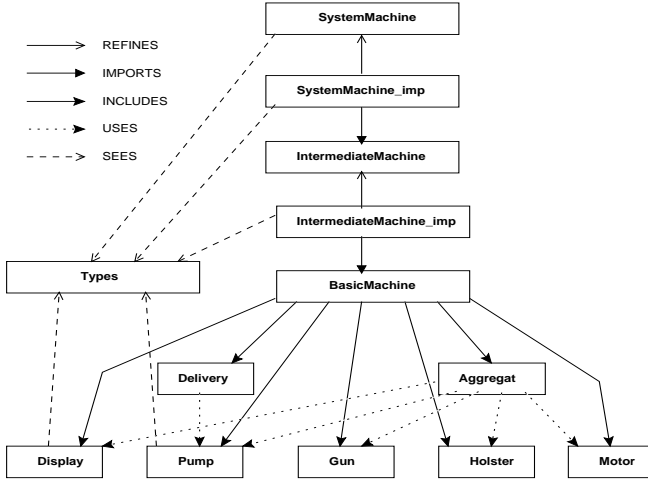 SystemMachine
REFINES
IMPORTS
SystemMachine_imp
INCLUDES
USES
SEES
IntermediateMachine
IntermediateMachine_imp
Types
BasicMachine
Delivery
Aggregat
Display
Pump
Gun
Holster
Motor